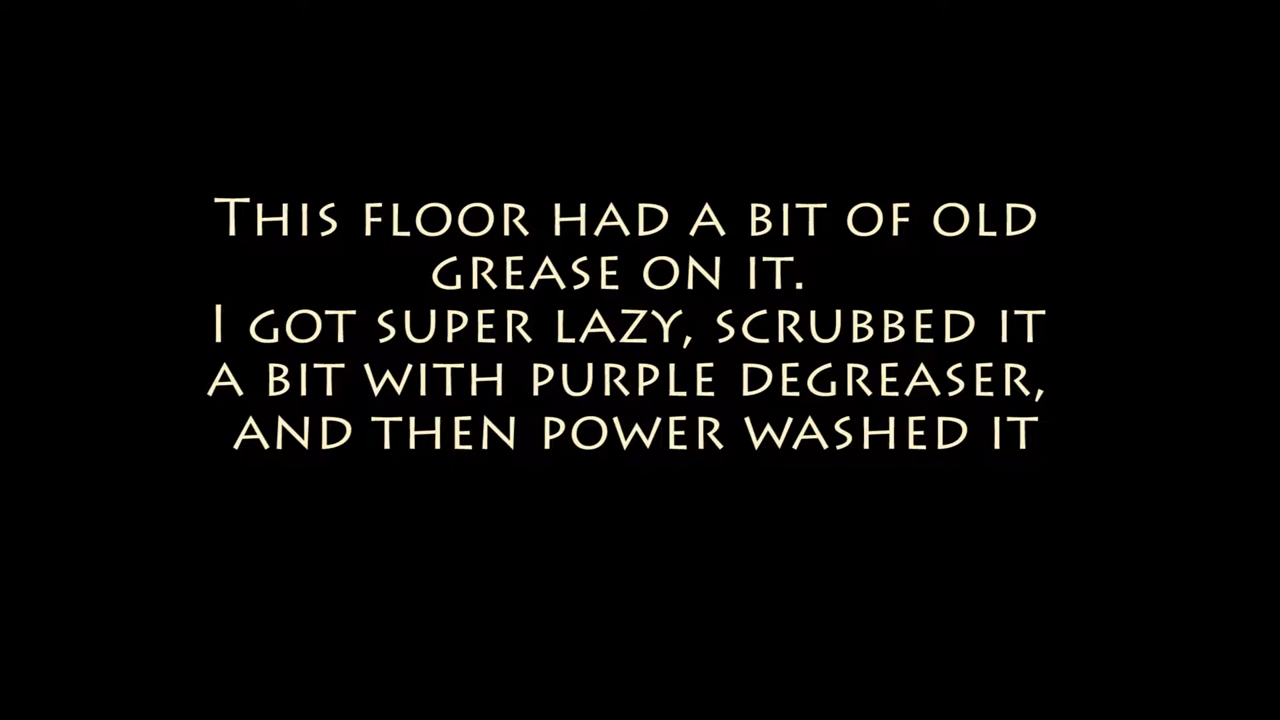 This floor had a bit of old
grease on it.
I got super lazy, scrubbed it
a bit with purple degreaser,
and then power washed it